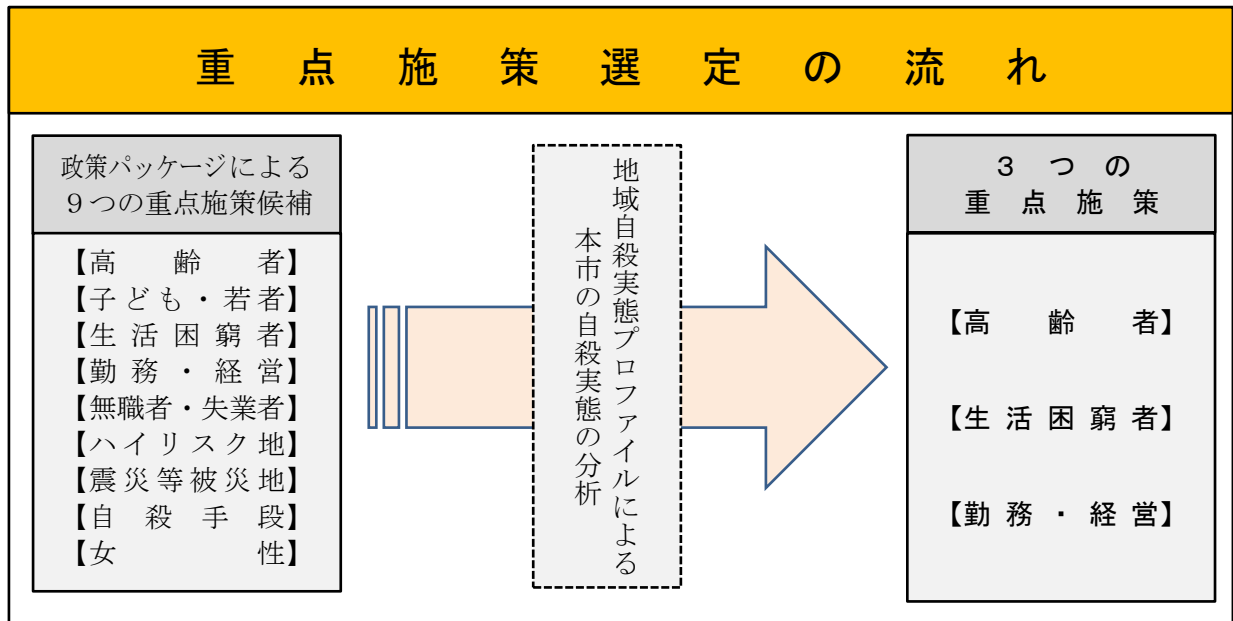 重点施策選定の流れ
政策パッケージによる
９つの重点施策候補
【高齢者】
【子ども・若者】
【生活困窮者】
【勤務・経営】
【無職者・失業者】
【ハイリスク地】
【震災等被災地】
【自殺手段】
【女性】
地域自殺実態プロファイルによる
本市の自殺実態の分析
３つの
重点施策
【高齢者】
【生活困窮者】
【勤務・経営】